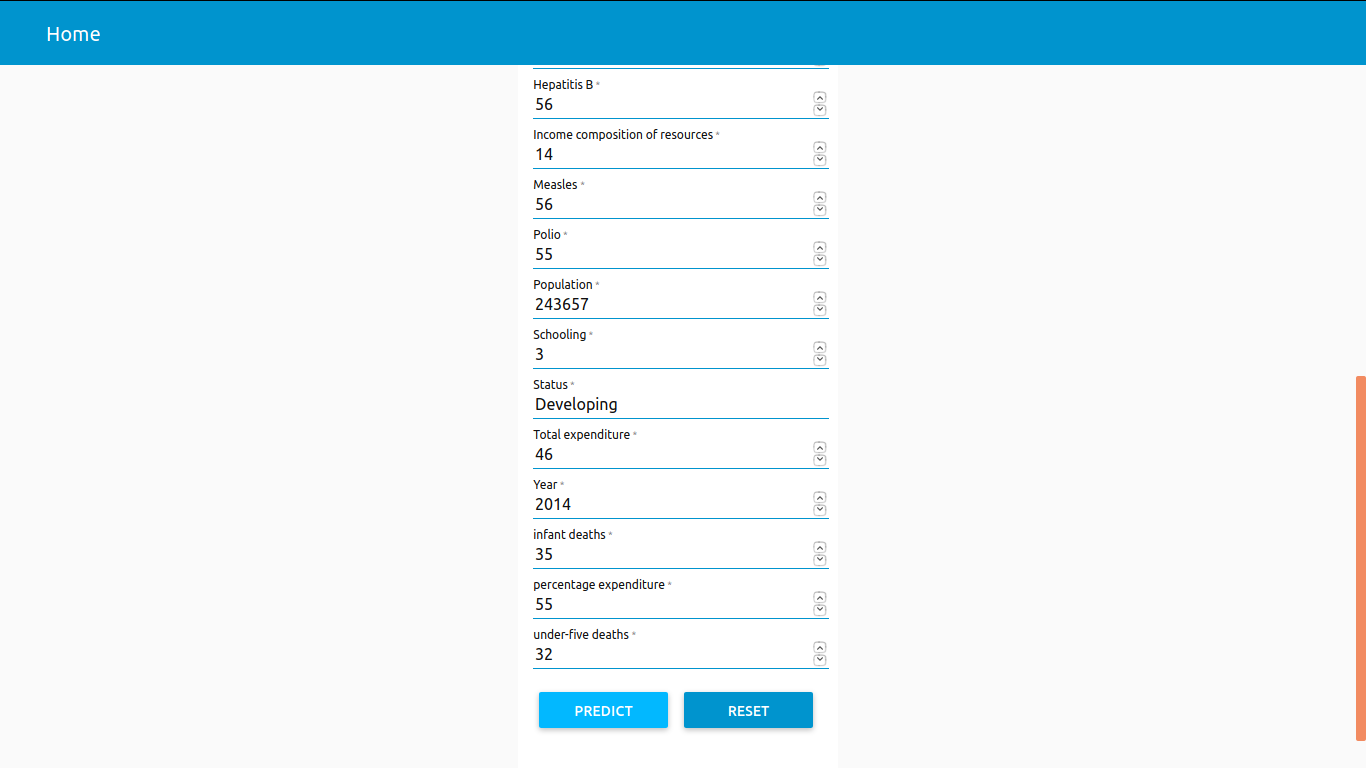 Home
Hepatitis B *
56
Income composition of resources *
14
Measles *
56
Polio *
55
Population *
243657
Schooling *
3
Status *
Developing
Total expenditure *
46
Year *
2014
infant deaths *
35
percentage expenditure *
55
under-five deaths *
32
PREDICT RESET